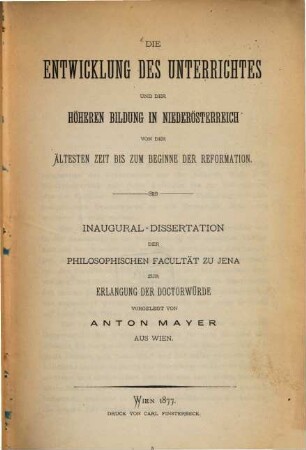 DIE
ENTWICKLUNG DES UNTERRICHTES
UND DER
HÖHEREN BILDUNG IN NIEDERÖSTERREICH
VON DER
ÄLTESTEN ZEIT BIS ZUM BEGINNE DER REFORMATION.
INAUGURAL-DISSERTATION
DER
PHILOSOPHISCHEN FACULTÄT ZU JENA
ZUR
ERLANGUNG DER DOCTORWÜRDE
VORGELEGT VON
ANTON MAYER
AUS WIEN.
WIEN 1877.
DRUCK VON CARL FINSTERBECK.